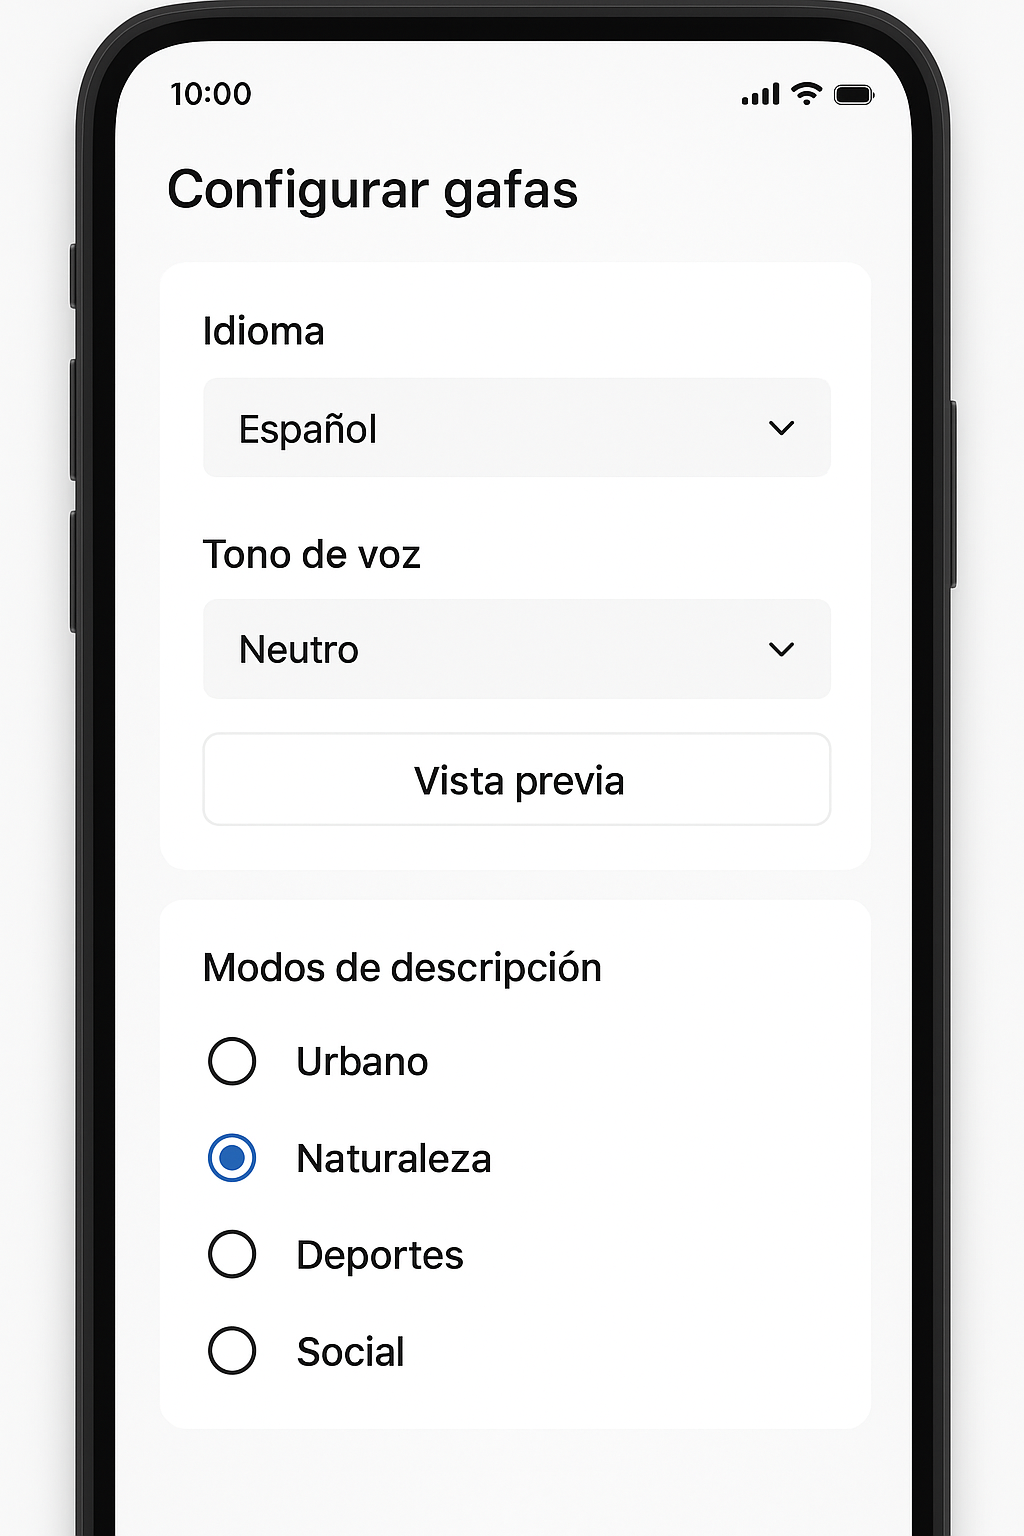 10:00
Configurar gafas
Idioma
Español
Tono de voz
Neutro
Vista previa
Modos de descripción
Urbano
Naturaleza
Deportes
Social